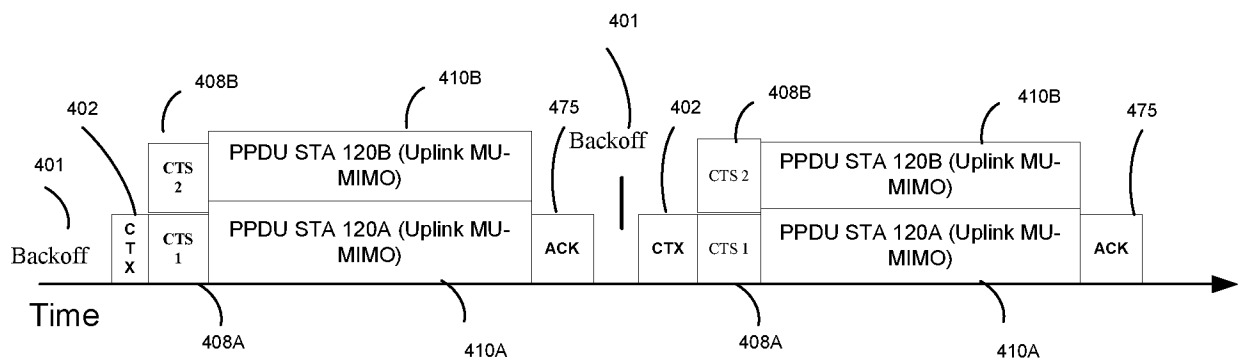 401
408B
410B
475
401
402
408B
410B
475
402
401
Backoff
Backoff
C
T
X
CTS
2
CTS
1
PPDU STA 120B (Uplink MU-
MIMO)
PPDU STA 120A (Uplink MU-
MIMO)
ACK
CTX
CTS 2
CTS 1
PPDU STA 120B (Uplink MU-
MIMO)
PPDU STA 120A (Uplink MU-
MIMO)
ACK
Time
408A
410A
408A
410A